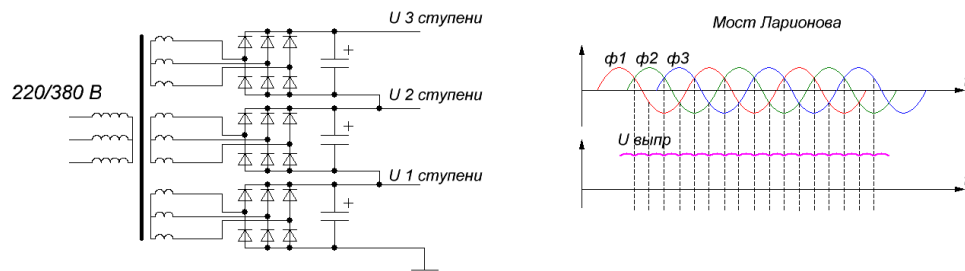 U 3 ступени
220/380 В
U 2 ступени
U 1 ступени
Мост Ларионова
ф1 ф2 ф3
U выпр